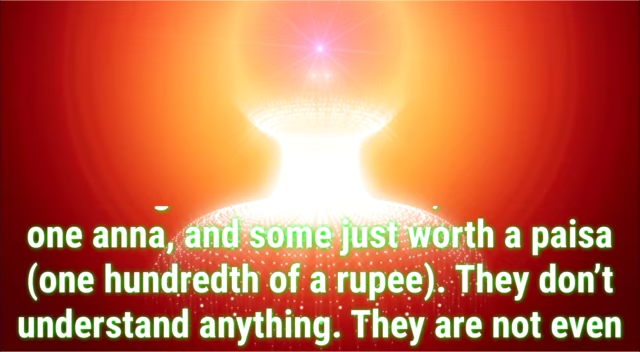 one anna, and some just worth a paisa
(one hundredth of a rupee). They don’t
understand anything. They are not even